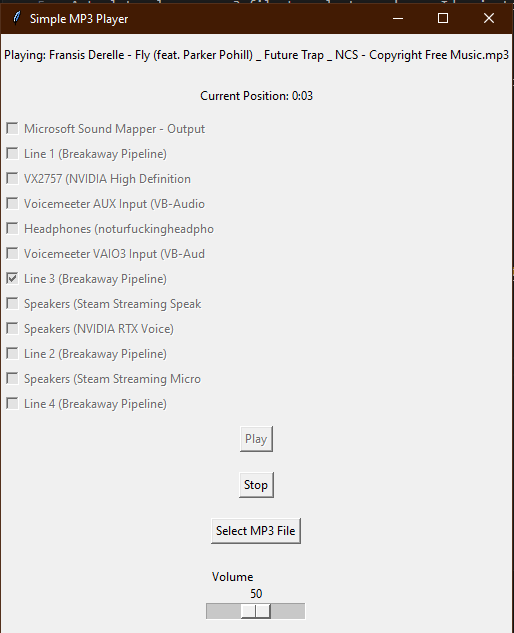 Simple MP3 Player
Playing: Fransis Derelle - Fly (feat. Parker Pohill) _ Future Trap _ NCS - Copyright Free Music.mp3
Current Position: 0:03
Microsoft Sound Mapper - Output
Line 1 (Breakaway Pipeline)
VX2757 (NVIDIA High Definition
Voicemeeter AUX Input (VB-Audio
Headphones (noturfuckingheadpho
Voicemeeter VAIO3 Input (VB-Aud
Line 3 (Breakaway Pipeline)
Speakers (Steam Streaming Speak
Speakers (NVIDIA RTX Voice)
Line 2 (Breakaway Pipeline)
Speakers (Steam Streaming Micro
Line 4 (Breakaway Pipeline)
Play
Stop
Select MP3 File
Volume
50